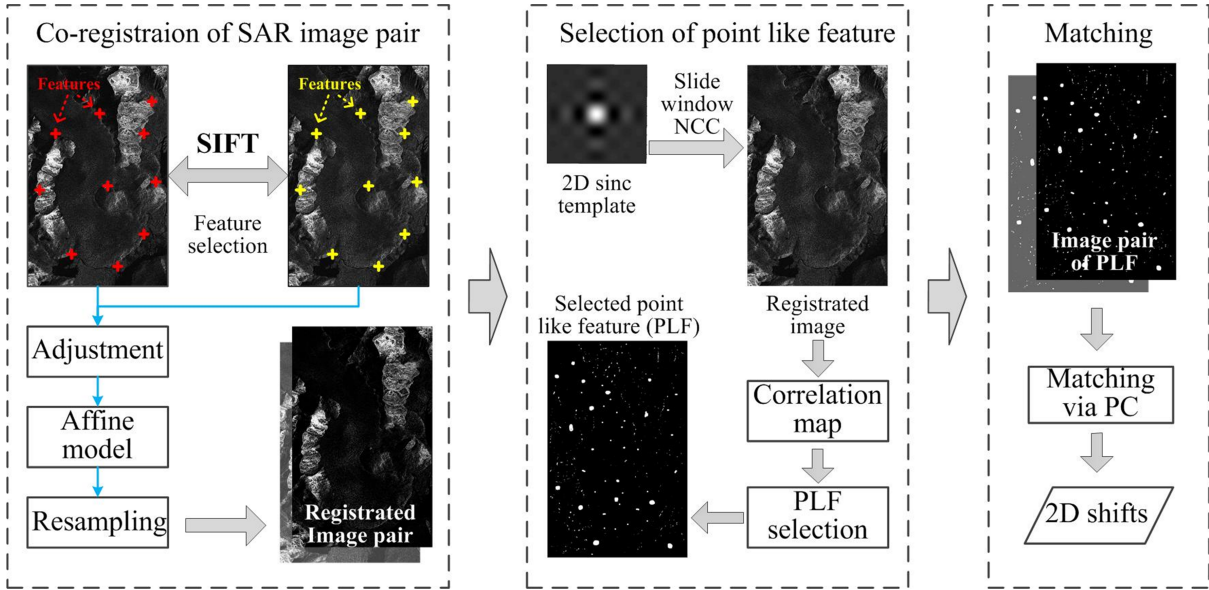 Co-registraion of SAR image pair
Features
Features
SIFT
Feature
selection
Adjustment
Affine
model
Resampling
Registrated
Image pair
Selection of point like feature
2D sinc
template
Slide
window
NCC
Registrated
image
Correlation
map
PLF
selection
Selected point
like feature (PLF)
Matching
Image pair
of PLF
Matching
via PC
2D shifts